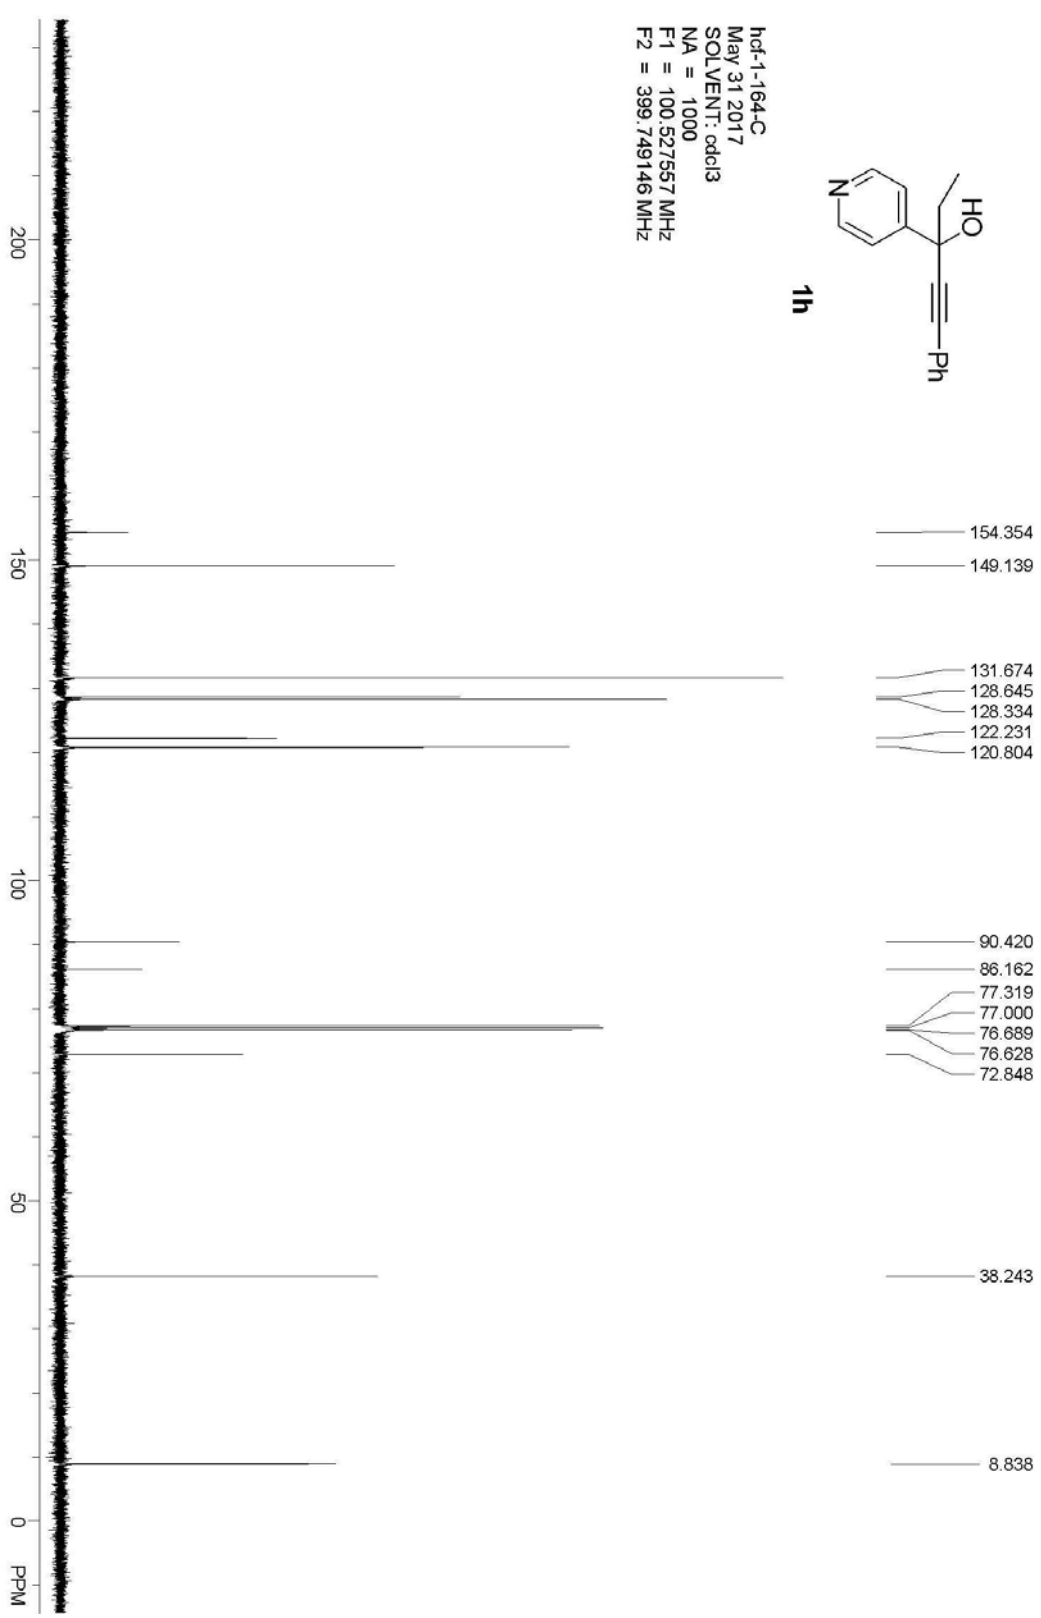 hcf-1-164-C
May 31 2017
SOLVENT: cdcl3
NA = 1000
F1 = 100.527557 MHz
F2 = 399.749146 MHz
HO
N
Ph
1h
154.354
149.139
131.674
128.645
128.334
122.231
120.804
90.420
86.162
77.319
77.000
76.689
76.628
72.848
38.243
8.838
200
150
100
50
0
PPM